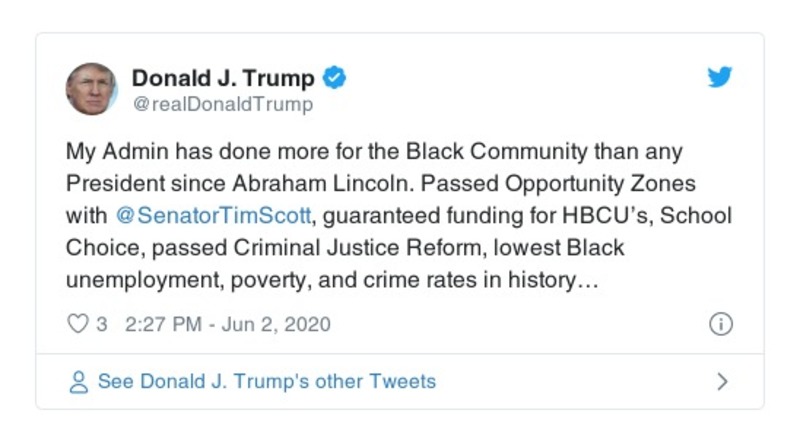 Donald J. Trump
@realDonaldTrump
My Admin has done more for the Black Community than any
President since Abraham Lincoln. Passed Opportunity Zones
with @SenatorTimScott, guaranteed funding for HBCU’s, School
Choice, passed Criminal Justice Reform, lowest Black
unemployment, poverty, and crime rates in history…
3 2:27 PM - Jun 2, 2020
See Donald J. Trump's other Tweets